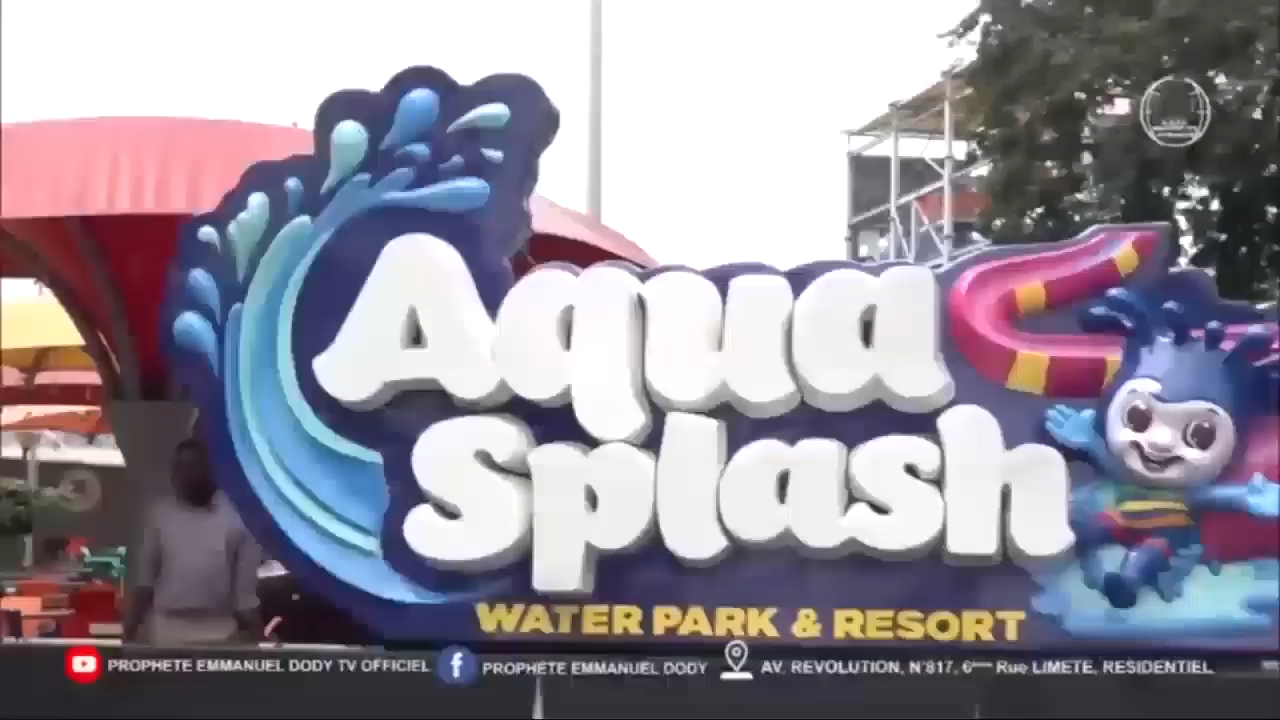 Aqua
Splash
WATER PARK & RESORT
PROPHETE EMMANUEL DODY TV OFFICIEL
PROPHETE EMMANUEL DODY
AV. REVOLUTION, N°817, 6ème Rue LIMETE, RESIDENTIEL